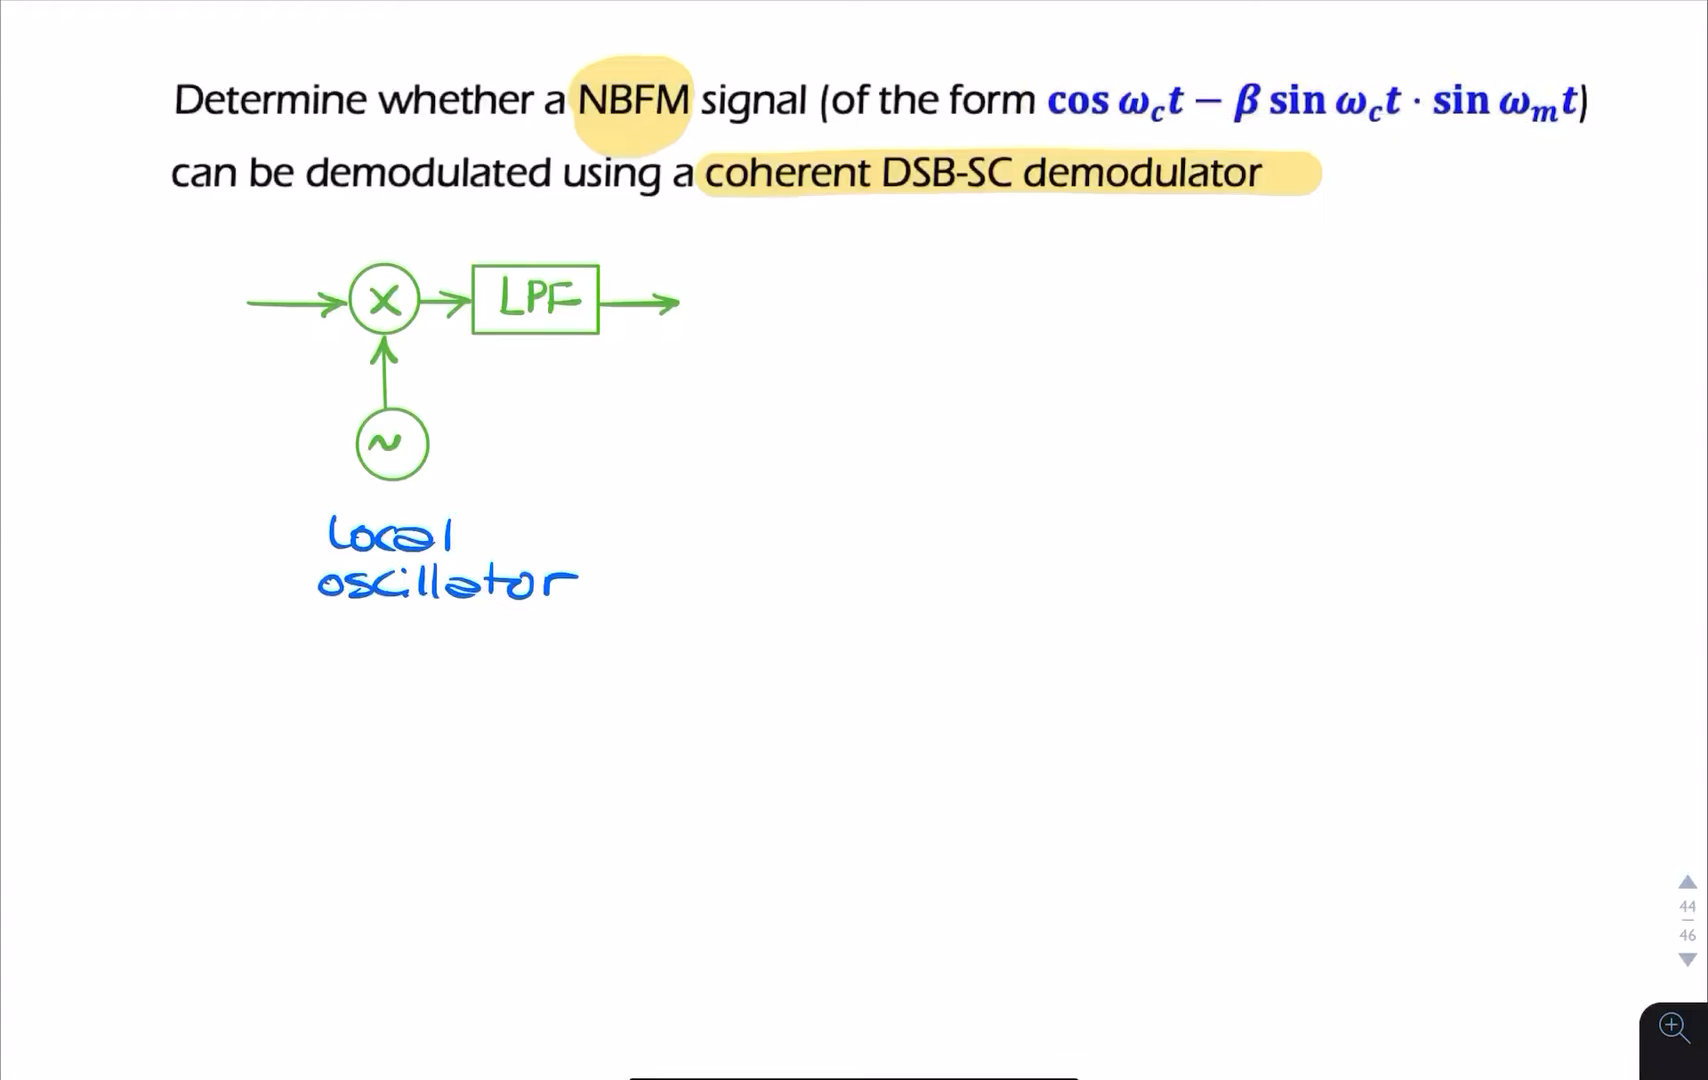 Determine whether a NBFM signal (of the form cos ω_c t − β sin ω_c t · sin ω_m t)
can be demodulated using a coherent DSB-SC demodulator
X
LPF
~
Local
oscillator
44
46